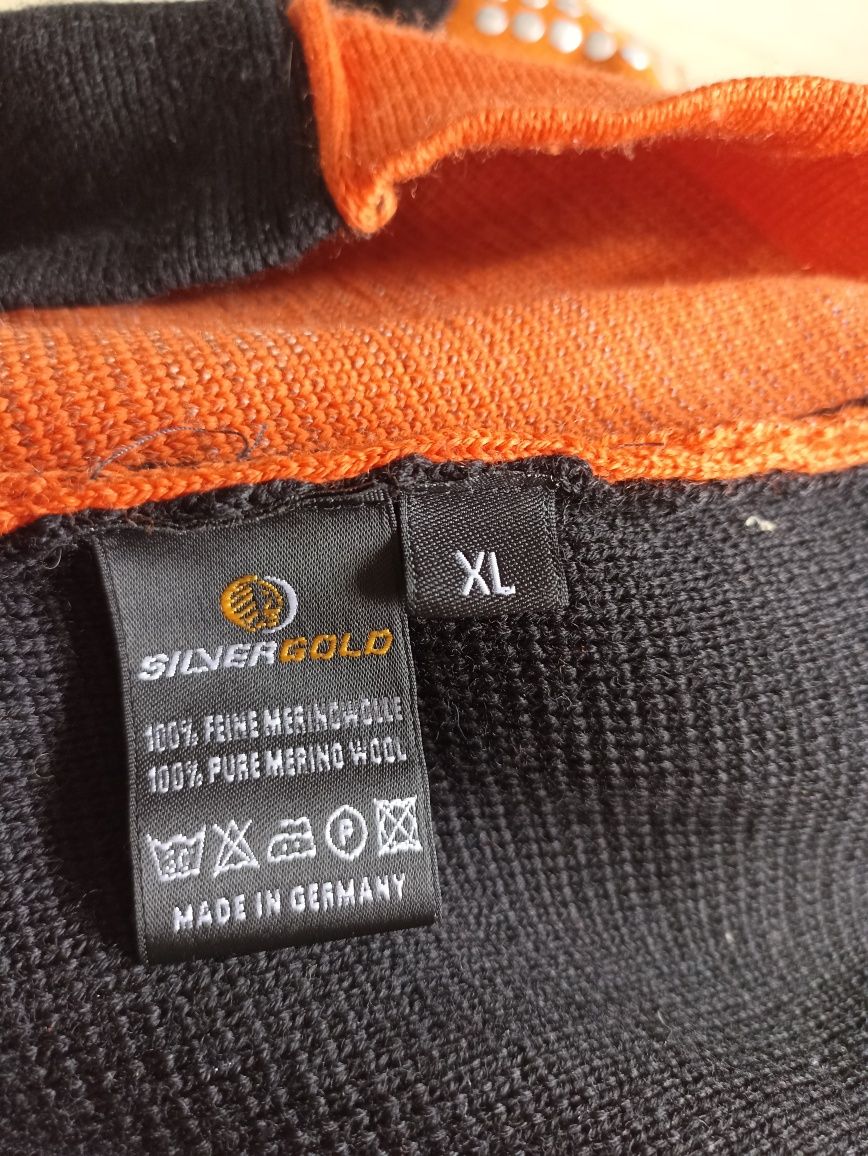 XL
SILVERGOLD
100% FEINE MERINOWOLLE
100% PURE MERINO WOOL
P
MADE IN GERMANY